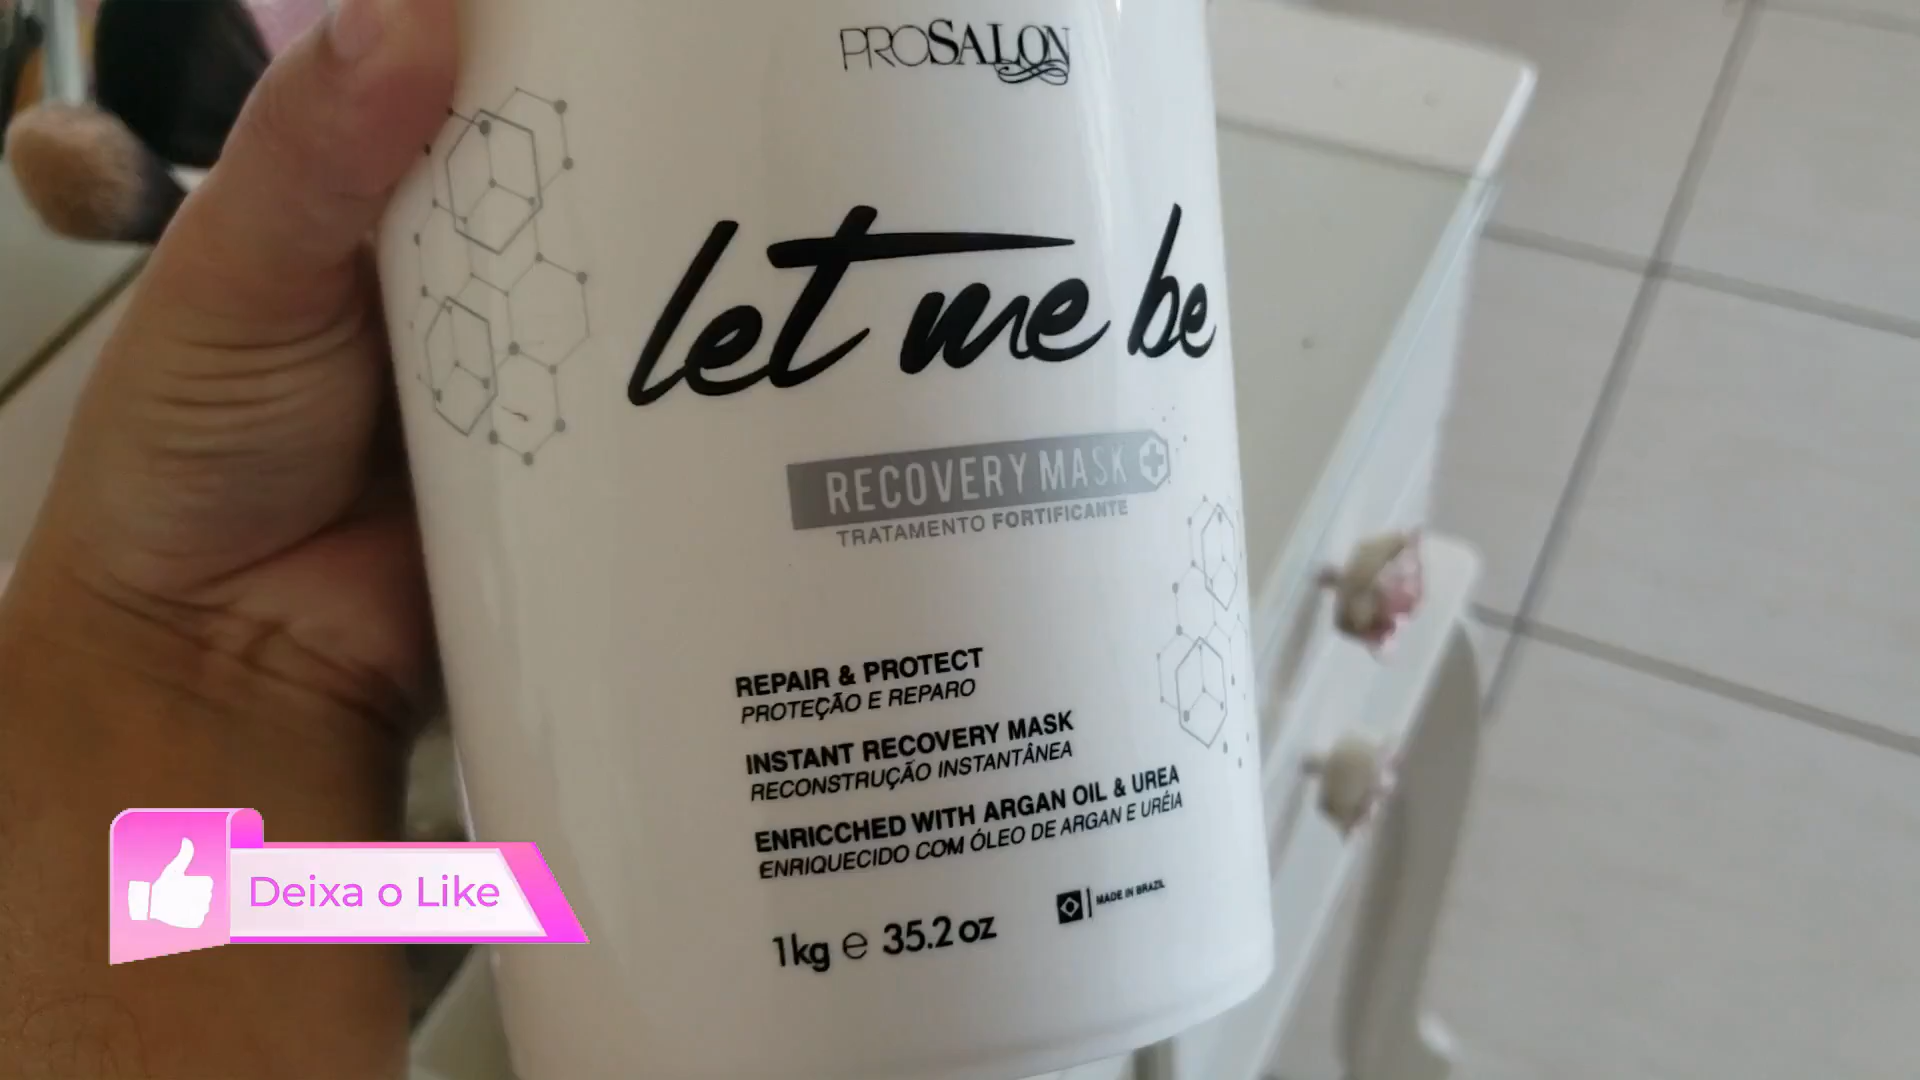 PROSALON
let me be
RECOVERY MASK
TRATAMENTO FORTIFICANTE
REPAIR & PROTECT
PROTEÇÃO E REPARO
INSTANT RECOVERY MASK
RECONSTRUÇÃO INSTANTÂNEA
ENRICCHED WITH ARGAN OIL & UREA
ENRIQUECIDO COM ÓLEO DE ARGAN E URÉIA
1kg e 35.2 oz
MADE IN BRAZIL
Deixa o Like